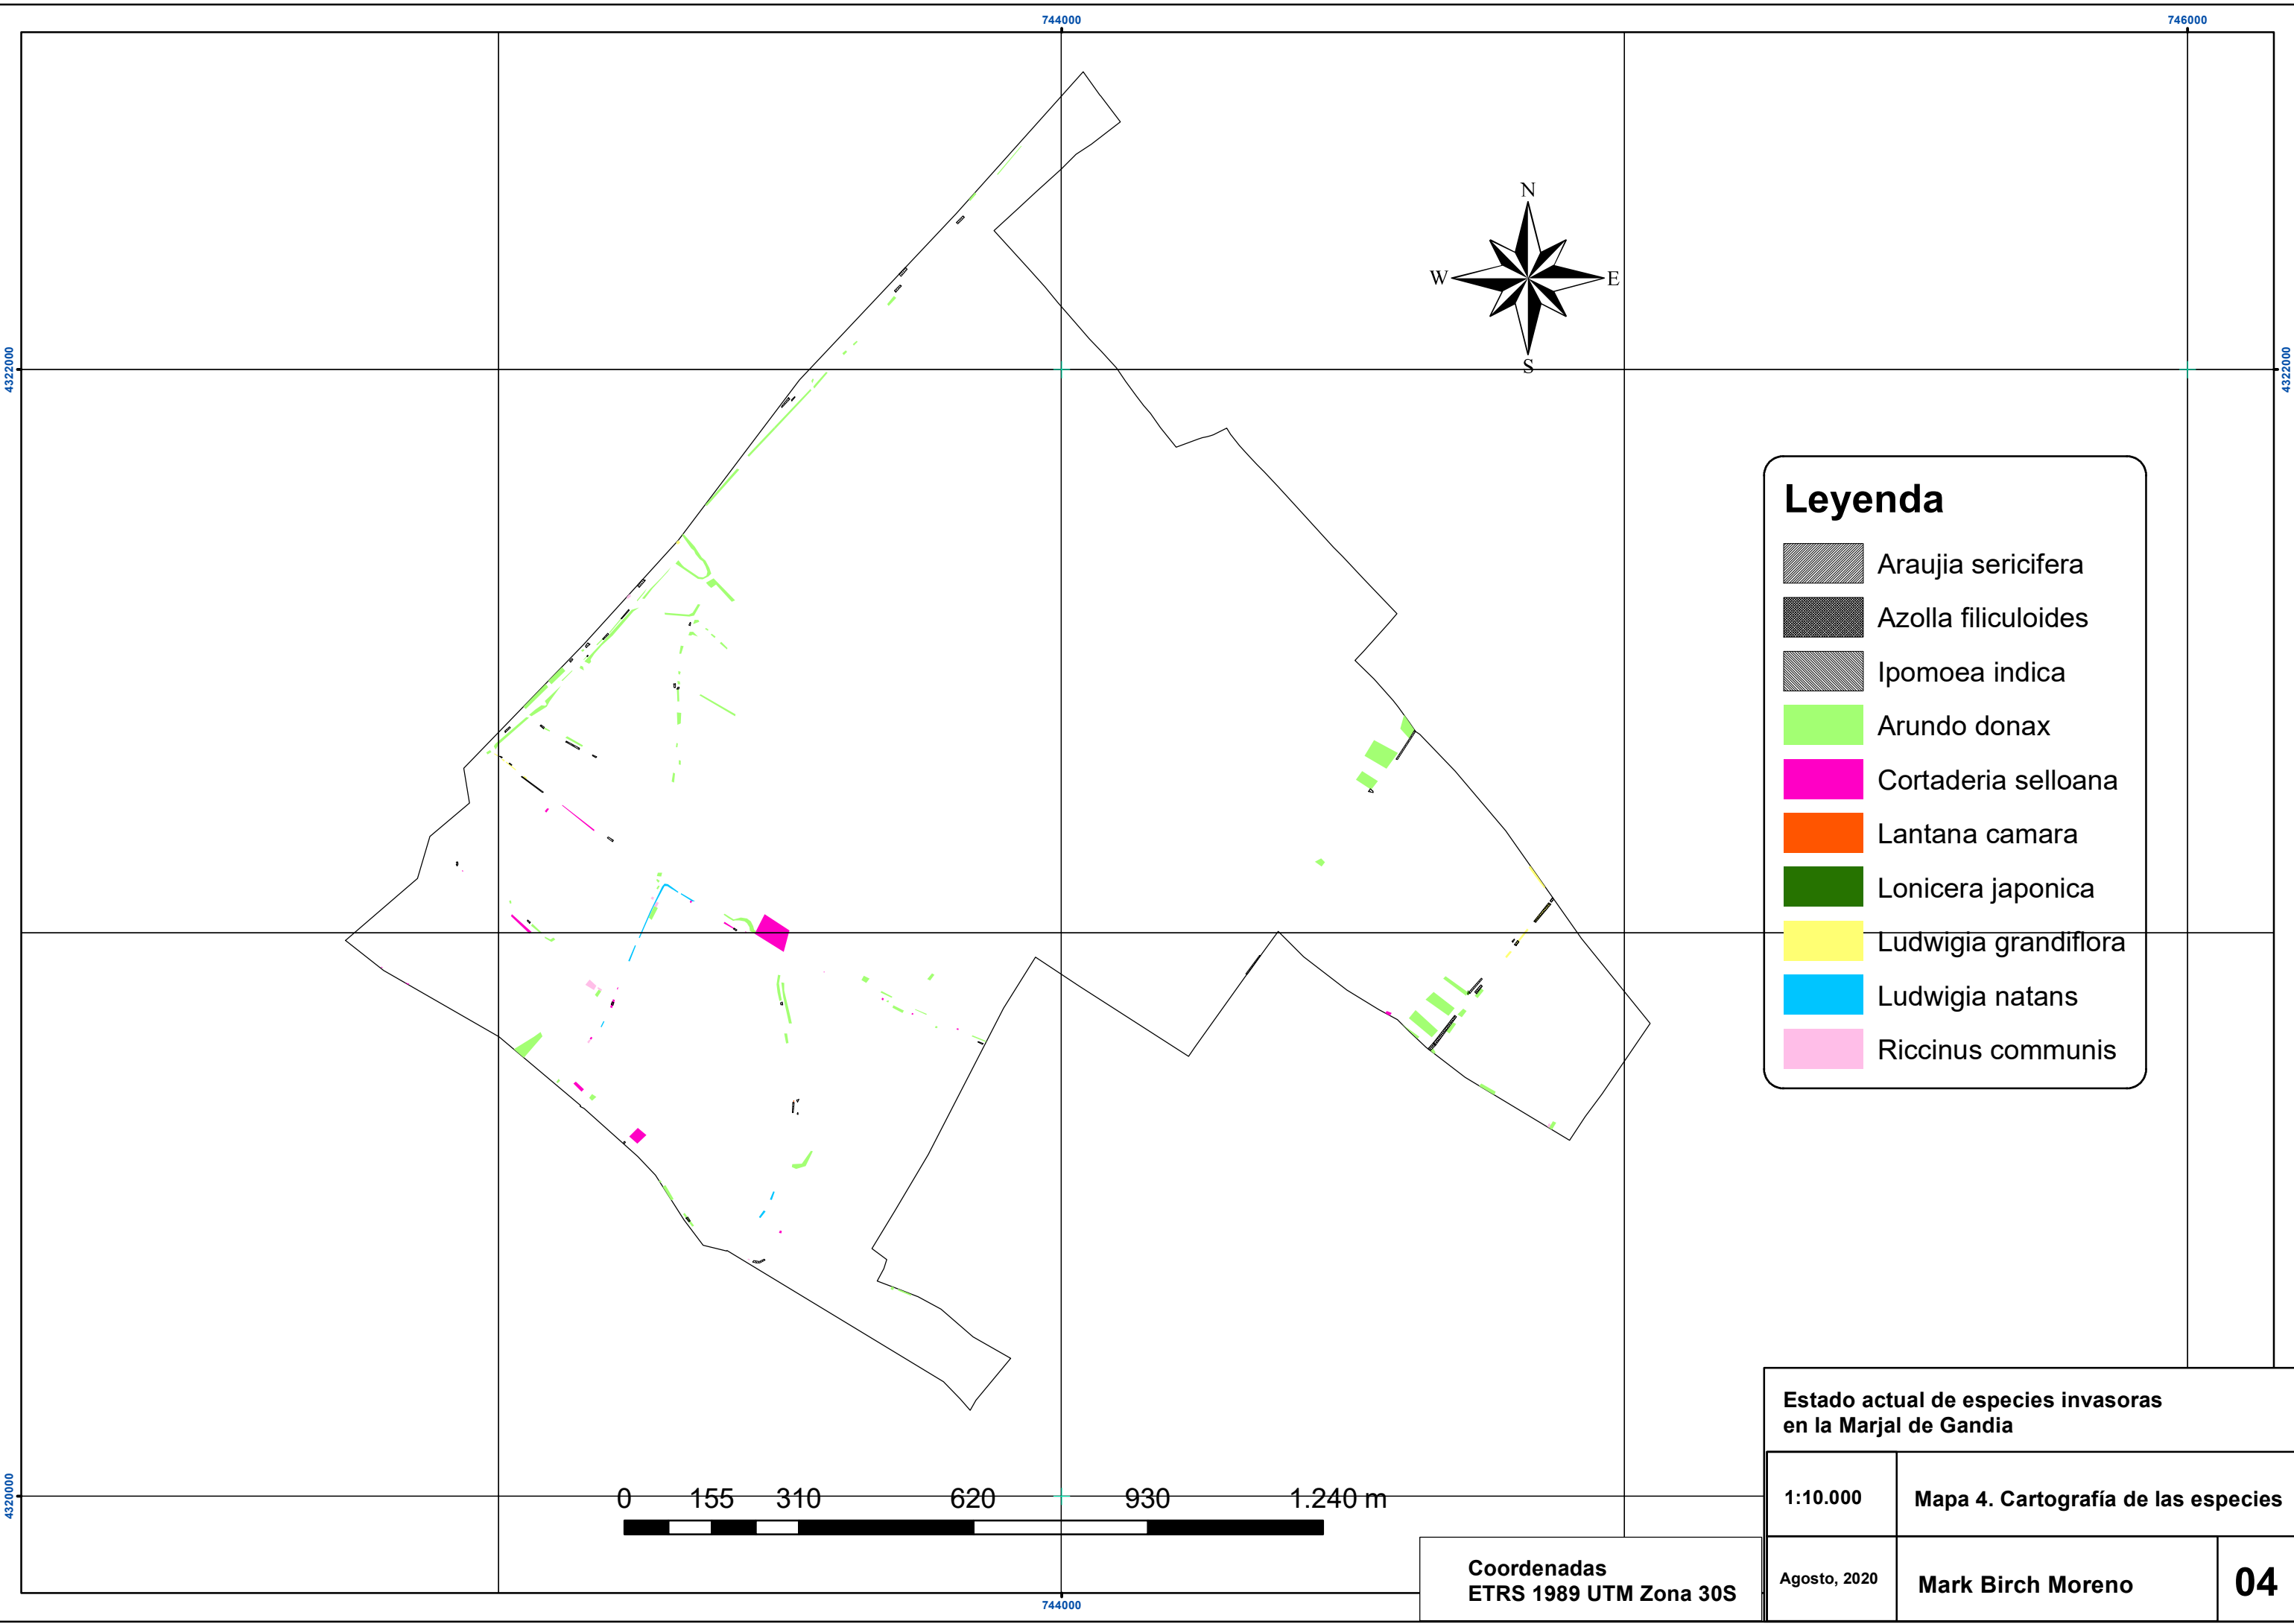 744000
746000
N
W
E
S
4322000
4322000
Leyenda
Araujia sericifera
Azolla filiculoides
Ipomoea indica
Arundo donax
Cortaderia selloana
Lantana camara
Lonicera japonica
Ludwigia grandiflora
Ludwigia natans
Riccinus communis
Estado actual de especies invasoras
en la Marjal de Gandia
4320000
0 155 310 620 930 1.240 m
1:10.000
Mapa 4. Cartografía de las especies
Coordenadas
ETRS 1989 UTM Zona 30S
Agosto, 2020
Mark Birch Moreno
04
744000